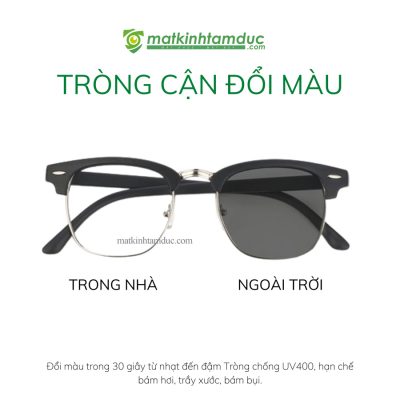 matkinhtamduc
.com
TRÒNG CẬN ĐỔI MÀU
matkinhtamduc.com
TRONG NHÀ
NGOÀI TRỜI
Đổi màu trong 30 giây từ nhạt đến đậm Tròng chống UV400, hạn chế
bám hơi, trầy xước, bám bụi.